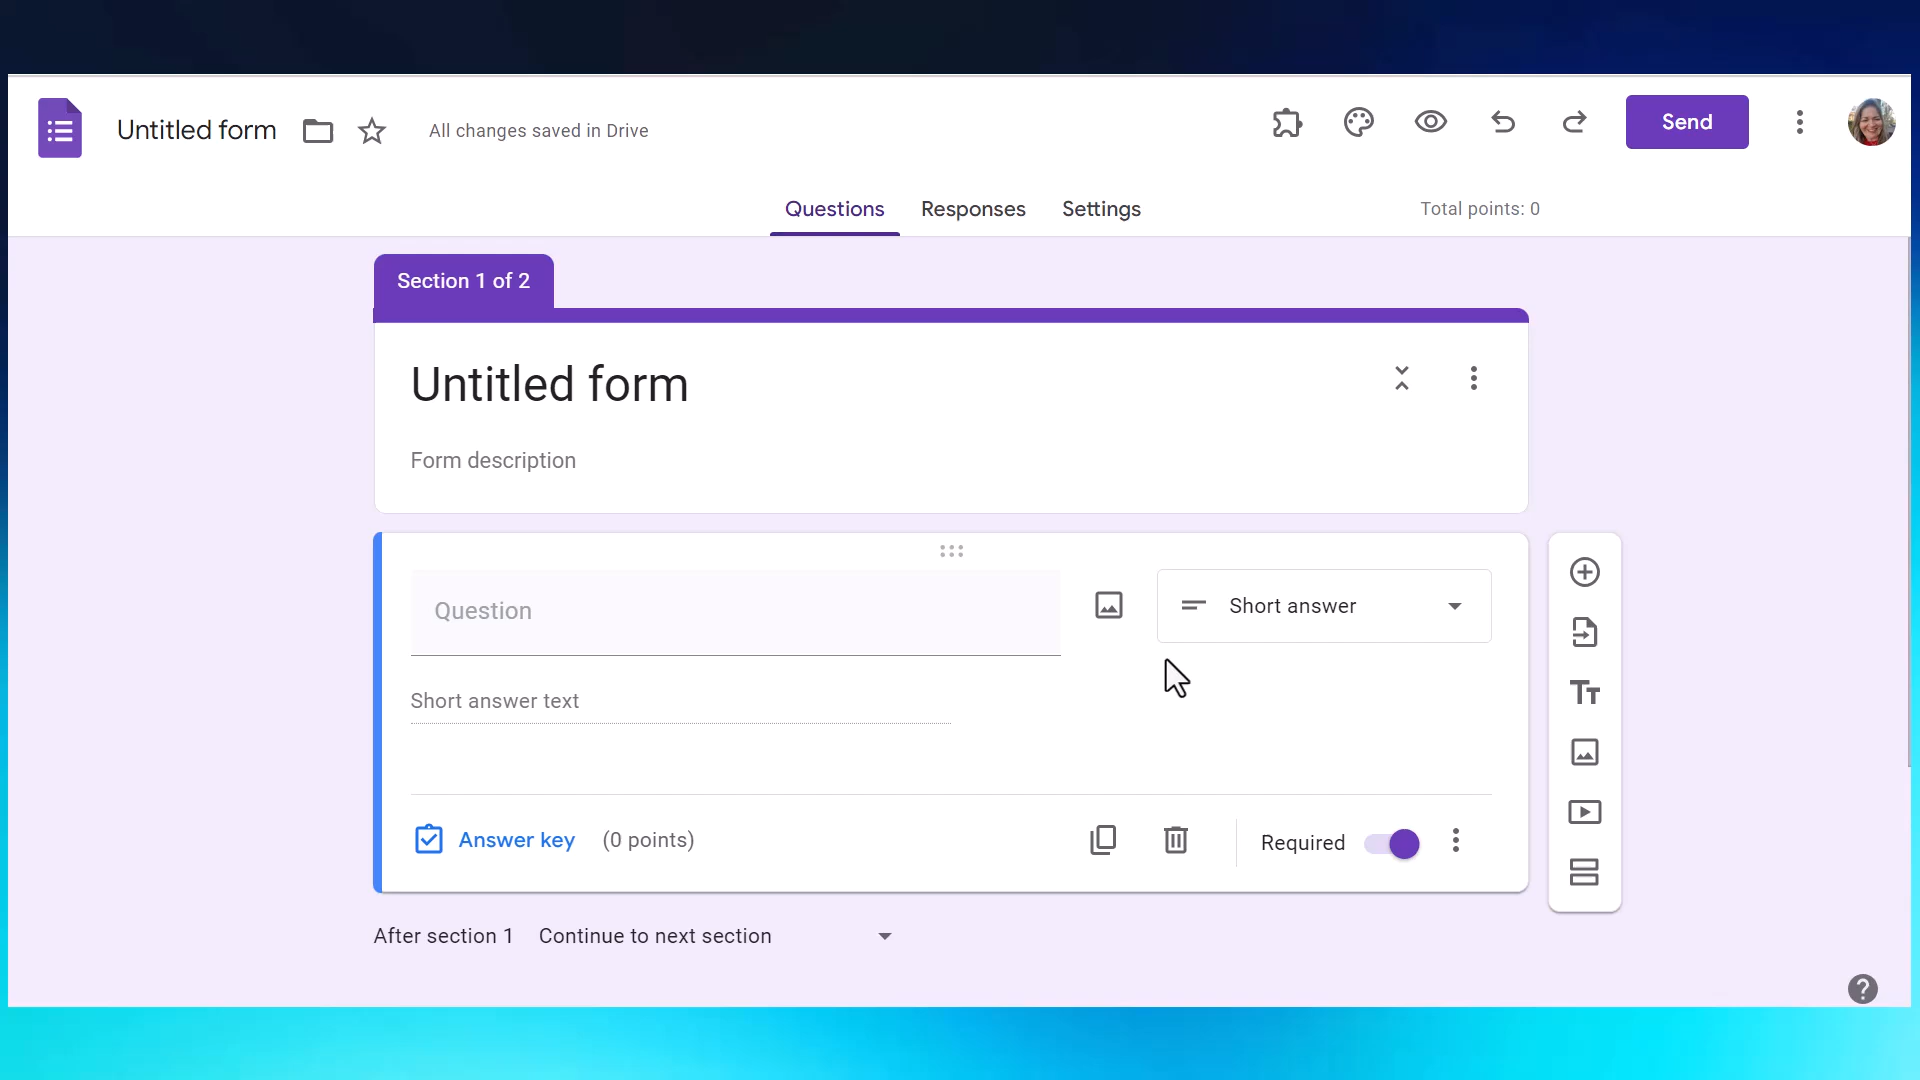 Untitled form
All changes saved in Drive
Send
Questions
Responses
Settings
Total points: 0
Section 1 of 2
Untitled form
Form description
Question
Short answer
Short answer text
Answer key
(0 points)
Required
After section 1
Continue to next section